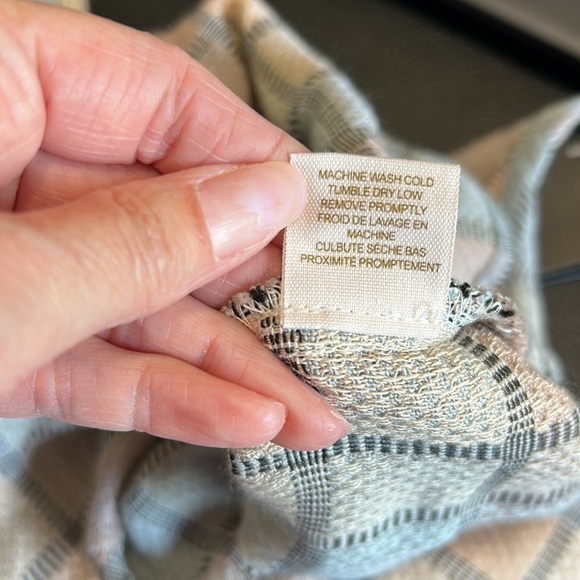 MACHINE WASH COLD
TUMBLE DRY LOW
REMOVE PROMPTLY
FROID DE LAVAGE EN
MACHINE
CULBUTE SÈCHE BAS
PROXIMITÉ PROMPTEMENT